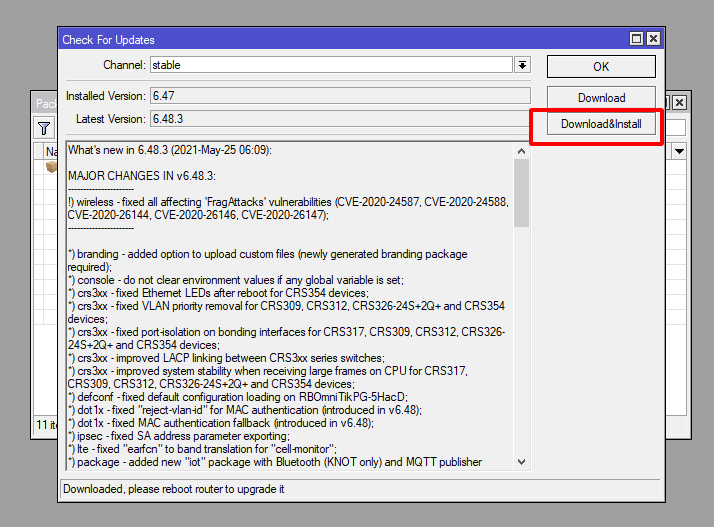 Check For Updates
Channel: stable
OK
Installed Version: 6.47
Download
Latest Version: 6.48.3
Download&Install
What's new in 6.48.3 (2021-May-25 06:09):
MAJOR CHANGES IN v6.48.3:
----------------------
!) wireless - fixed all affecting 'FragAttacks' vulnerabilities (CVE-2020-24587, CVE-2020-24588,
CVE-2020-26144, CVE-2020-26146, CVE-2020-26147);
----------------------
*) branding - added option to upload custom files (newly generated branding package
required);
*) console - do not clear environment values if any global variable is set;
*) crs3xx - fixed Ethernet LEDs after reboot for CRS354 devices;
*) crs3xx - fixed VLAN priority removal for CRS309, CRS312, CRS326-24S+2Q+ and CRS354
devices;
*) crs3xx - fixed port-isolation on bonding interfaces for CRS317, CRS309, CRS312, CRS326-
24S+2Q+ and CRS354 devices;
*) crs3xx - improved LACP linking between CRS3xx series switches;
*) crs3xx - improved system stability when receiving large frames on CPU for CRS317,
CRS309, CRS312, CRS326-24S+2Q+ and CRS354 devices;
*) defconf - fixed default configuration loading on RBOmniTikPG-5HacD;
*) dot1x - fixed "reject-vlan-id" for MAC authentication (introduced in v6.48);
*) dot1x - fixed MAC authentication fallback (introduced in v6.48);
*) ipsec - fixed SA address parameter exporting;
*) lte - fixed "earfcn" to band translation for "cell-monitor";
*) package - added new "iot" package with Bluetooth (KNOT only) and MQTT publisher
Downloaded, please reboot router to upgrade it
Pac
Na
11 ite